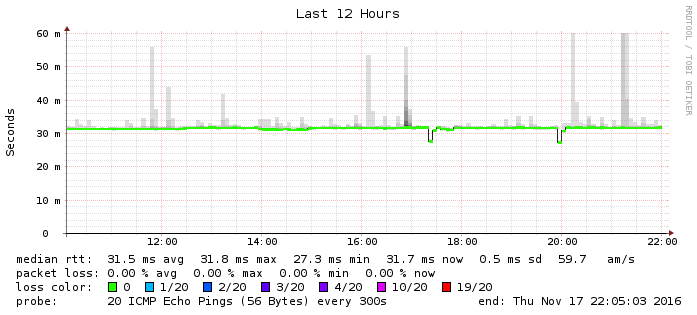 Last 12 Hours
RRDTOOL / TOBI OETIKER
Seconds
60 m
50 m
40 m
30 m
20 m
10 m
0
12:00 14:00 16:00 18:00 20:00 22:00
median rtt: 31.5 ms avg 31.8 ms max 27.3 ms min 31.7 ms now 0.5 ms sd 59.7 am/s
packet loss: 0.00 % avg 0.00 % max 0.00 % min 0.00 % now
loss color: 0 1/20 2/20 3/20 4/20 10/20 19/20
probe: 20 ICMP Echo Pings (56 Bytes) every 300s end: Thu Nov 17 22:05:03 2016